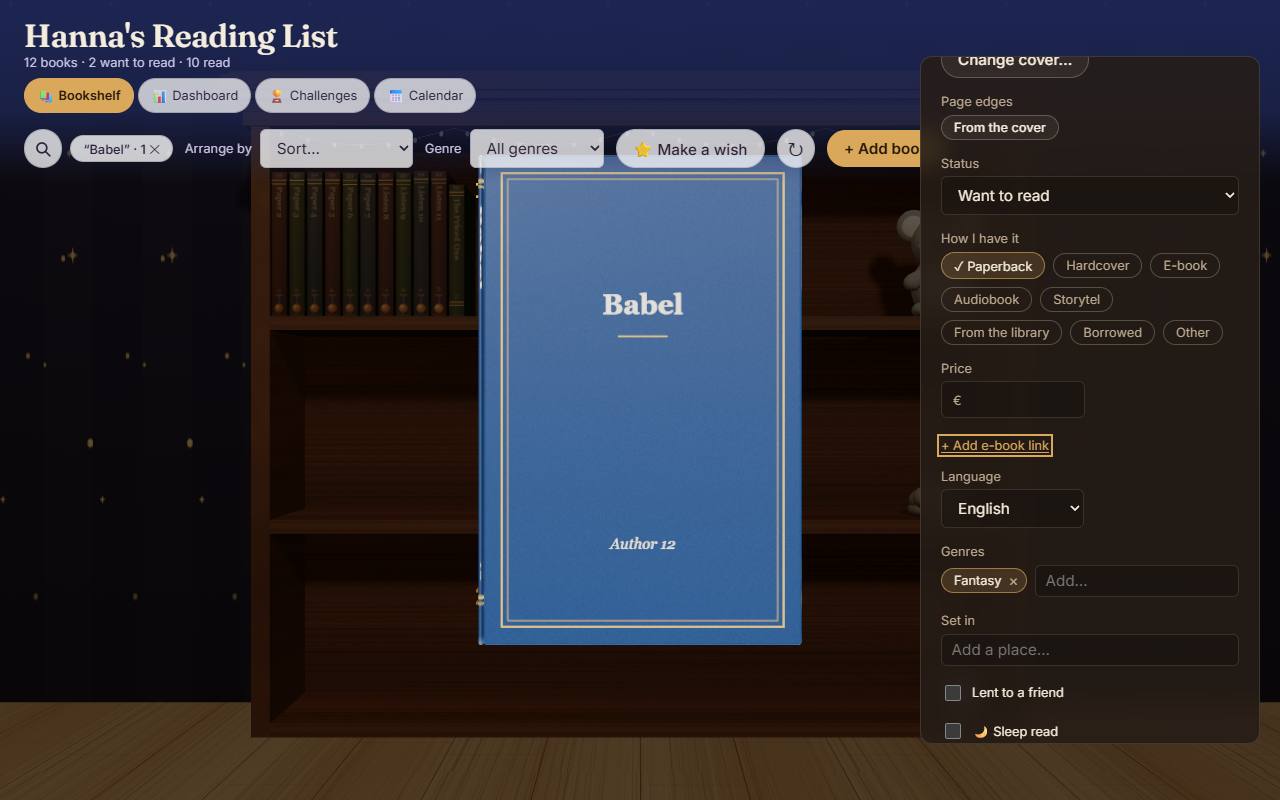 Hanna's Reading List
12 books · 2 want to read · 10 read
Bookshelf
Dashboard
Challenges
Calendar
“Babel” · 1 ×
Arrange by
Sort...
Genre
All genres
Make a wish
↻
+ Add boo
Babel
Author 12
Change cover...
Page edges
From the cover
Status
Want to read
How I have it
✓ Paperback
Hardcover
E-book
Audiobook
Storytel
From the library
Borrowed
Other
Price
€
+ Add e-book link
Language
English
Genres
Fantasy ×
Add...
Set in
Add a place...
Lent to a friend
Sleep read